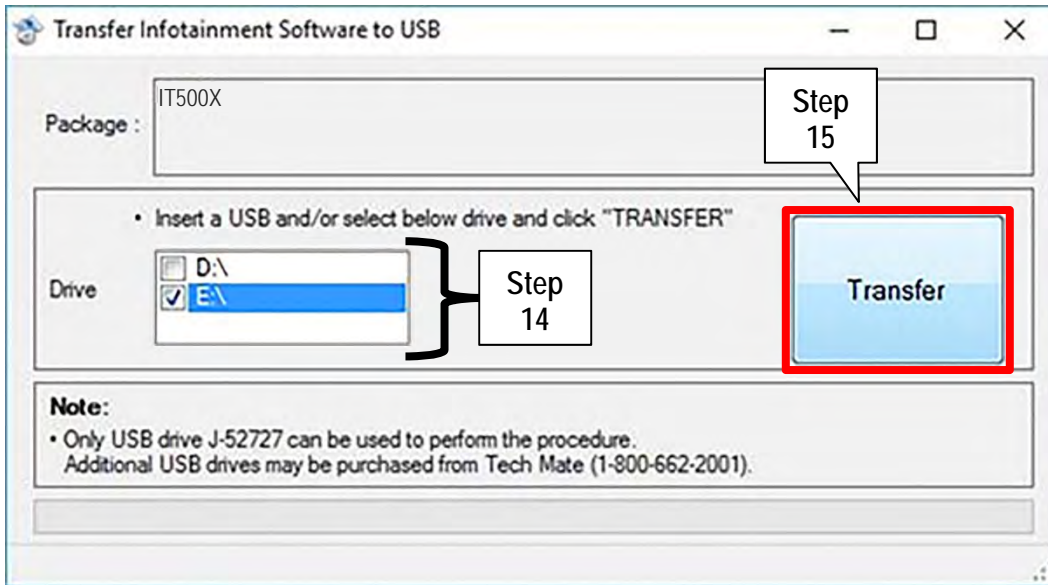 Transfer Infotainment Software to USB
IT500X
Package :
Step
15
• Insert a USB and/or select below drive and click "TRANSFER"
Drive
D:\
E:\
Step
14
Transfer
Note:
• Only USB drive J-52727 can be used to perform the procedure.
Additional USB drives may be purchased from Tech Mate (1-800-662-2001).